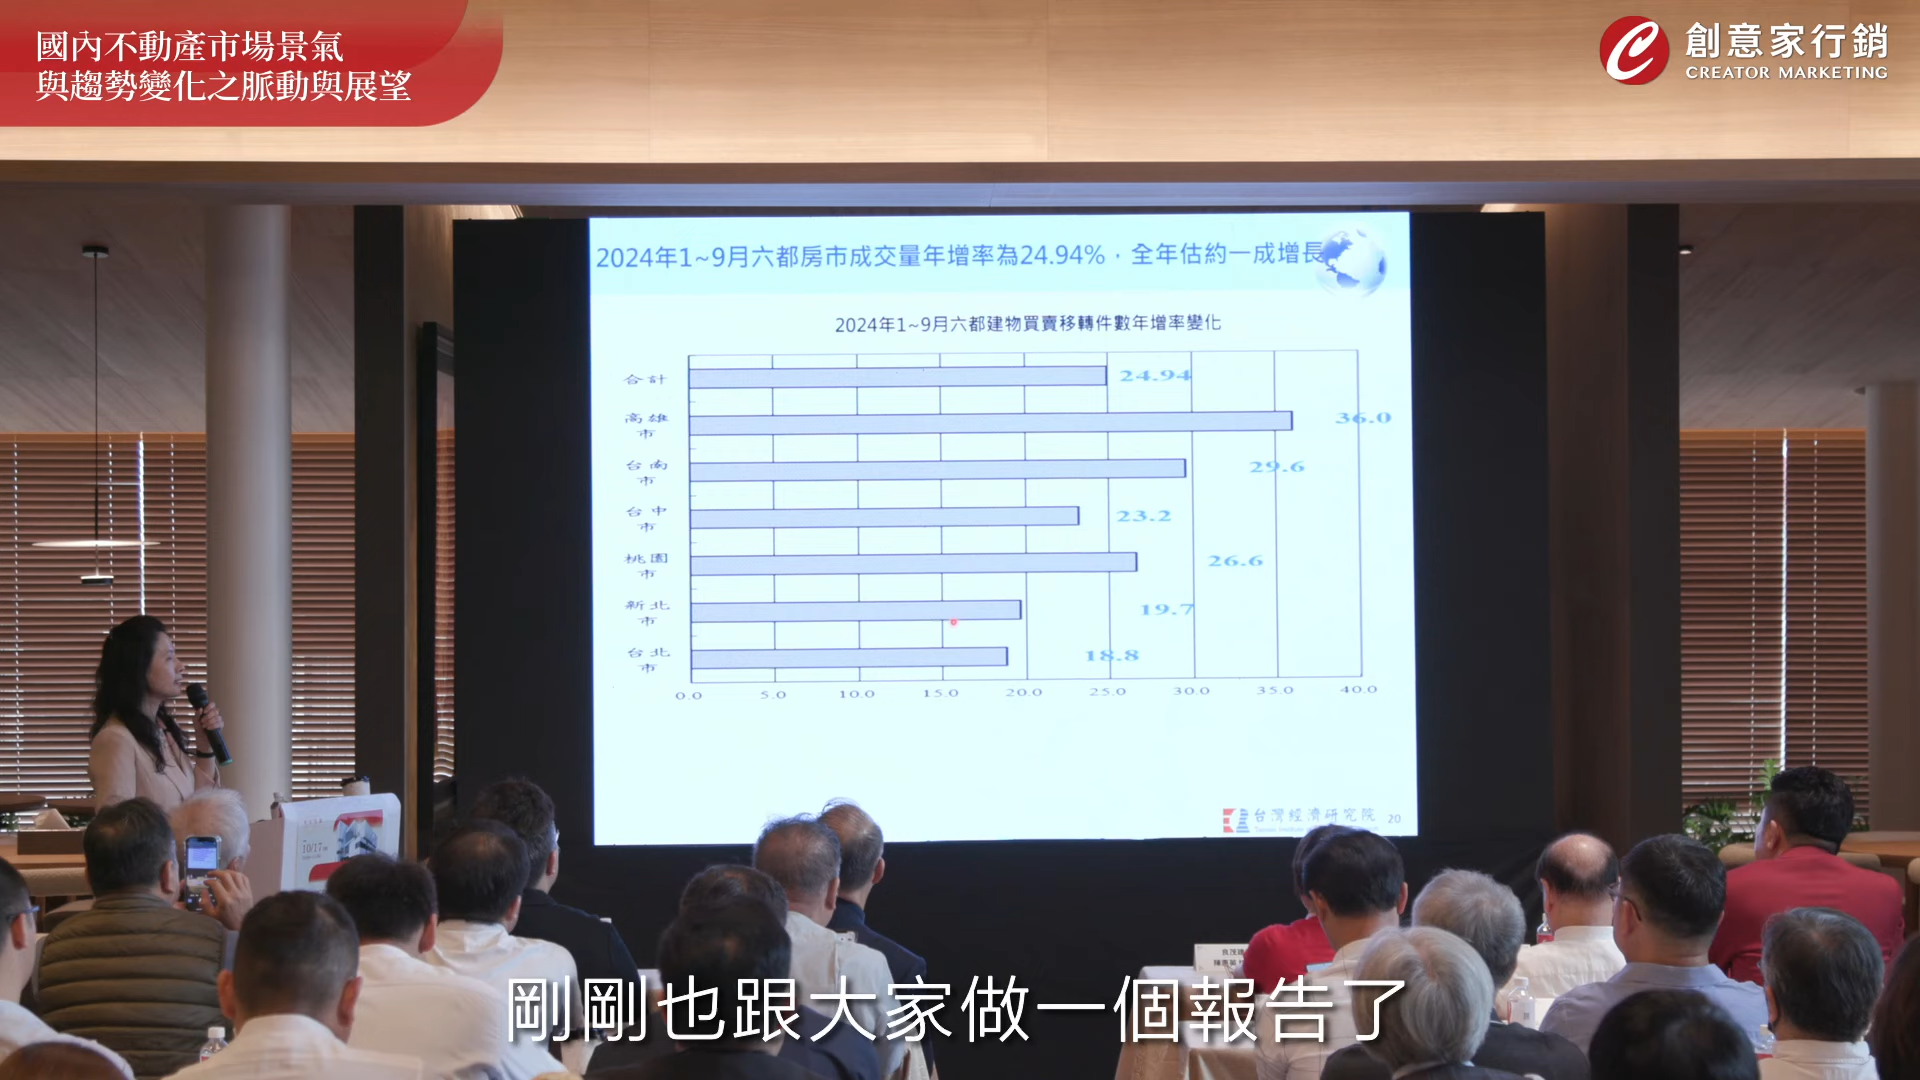 國內不動產市場景氣
與趨勢變化之脈動與展望
創意家行銷
CREATOR MARKETING
2024年1~9月六都房市成交量年增率為24.94%，全年估約一成增長
2024年1~9月六都建物買賣移轉件數年增率變化
合計
24.94
高雄
市
36.0
台南
市
29.6
台中
市
23.2
桃園
市
26.6
新北
市
19.7
台北
市
18.8
0.0 5.0 10.0 15.0 20.0 25.0 30.0 35.0 40.0
台灣經濟研究院 20
10/17
剛剛也跟大家做一個報告了